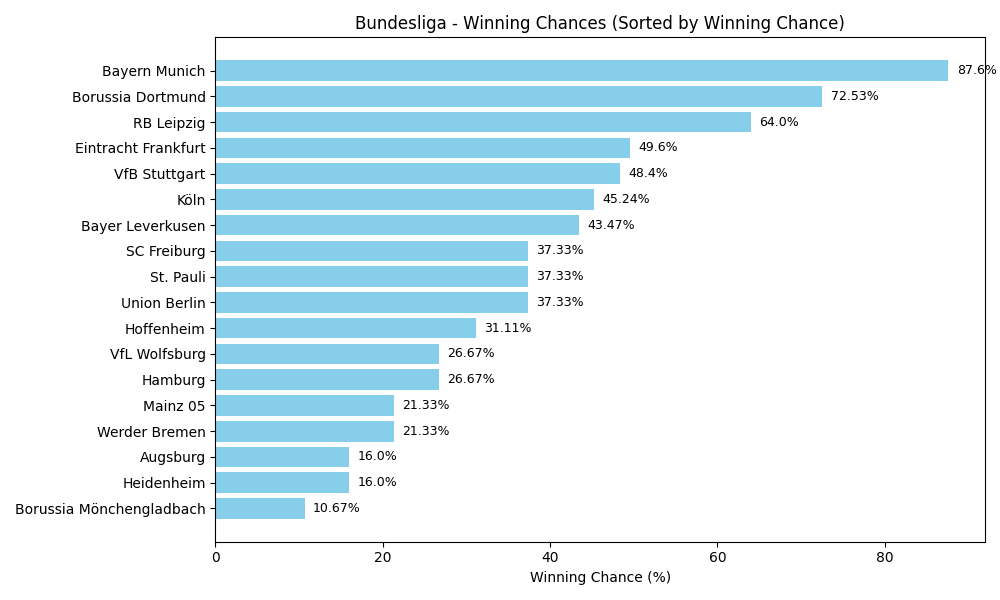 Bundesliga - Winning Chances (Sorted by Winning Chance)
Bayern Munich 87.6%
Borussia Dortmund 72.53%
RB Leipzig 64.0%
Eintracht Frankfurt 49.6%
VfB Stuttgart 48.4%
Köln 45.24%
Bayer Leverkusen 43.47%
SC Freiburg 37.33%
St. Pauli 37.33%
Union Berlin 37.33%
Hoffenheim 31.11%
VfL Wolfsburg 26.67%
Hamburg 26.67%
Mainz 05 21.33%
Werder Bremen 21.33%
Augsburg 16.0%
Heidenheim 16.0%
Borussia Mönchengladbach 10.67%
0 20 40 60 80
Winning Chance (%)